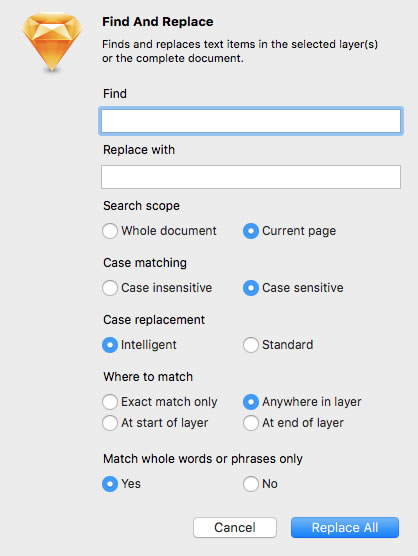 Find And Replace
Finds and replaces text items in the selected layer(s)
or the complete document.
Find
Replace with
Search scope
Whole document Current page
Case matching
Case insensitive Case sensitive
Case replacement
Intelligent Standard
Where to match
Exact match only Anywhere in layer
At start of layer At end of layer
Match whole words or phrases only
Yes No
Cancel Replace All